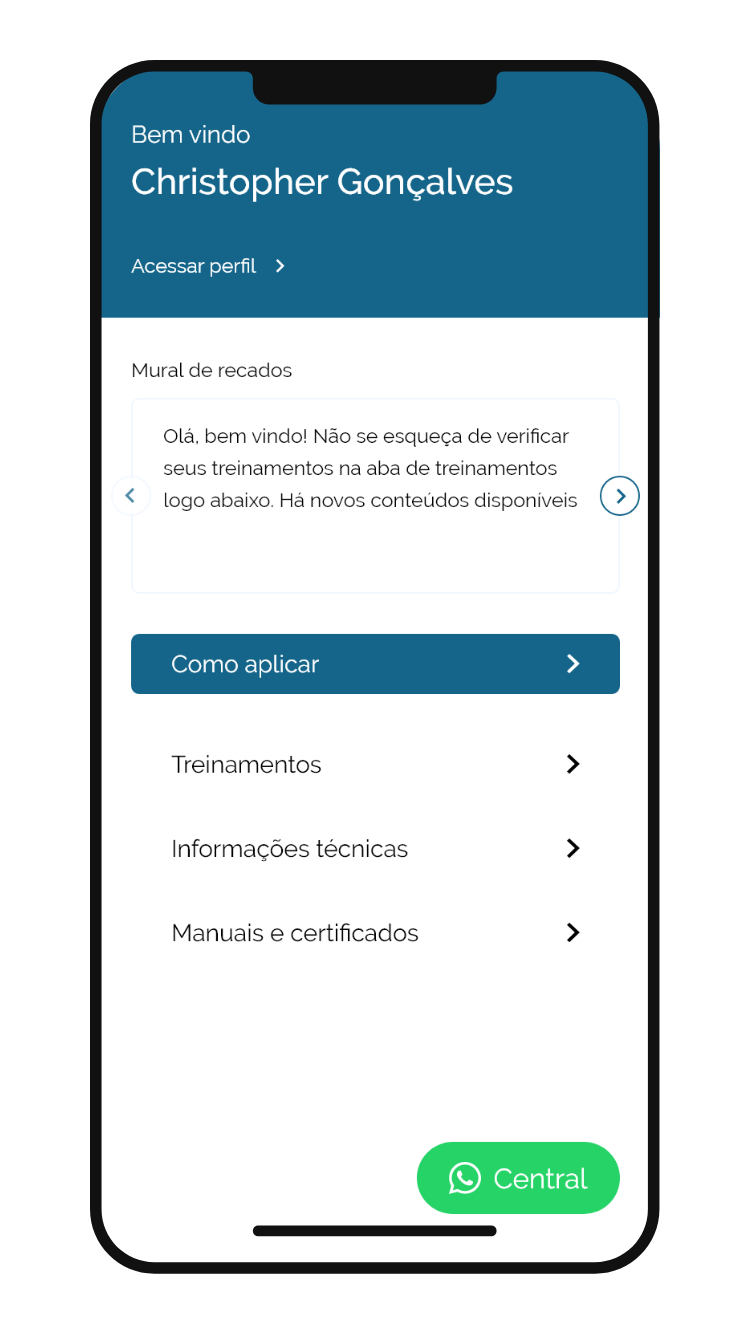 Bem vindo
Christopher Gonçalves
Acessar perfil
Mural de recados
Olá, bem vindo! Não se esqueça de verificar
seus treinamentos na aba de treinamentos
logo abaixo. Há novos conteúdos disponíveis
Como aplicar
Treinamentos
Informações técnicas
Manuais e certificados
Central